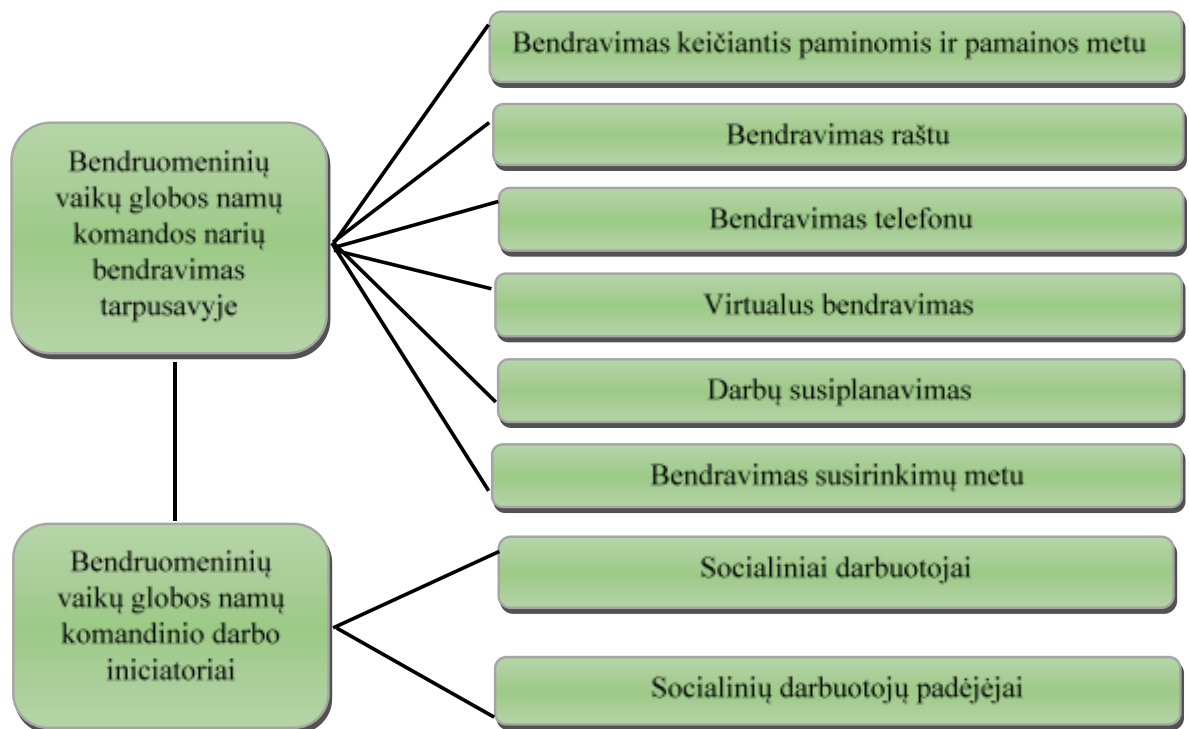 Bendruomeninių
vaikų globos namų
komandos narių
bendravimas
tarpusavyje
Bendravimas keičiantis paminomis ir pamainos metu
Bendravimas raštu
Bendravimas telefonu
Virtualus bendravimas
Darbų susiplanavimas
Bendravimas susirinkimų metu
Bendruomeninių
vaikų globos namų
komandinio darbo
iniciatoriai
Socialiniai darbuotojai
Socialinių darbuotojų padėjėjai